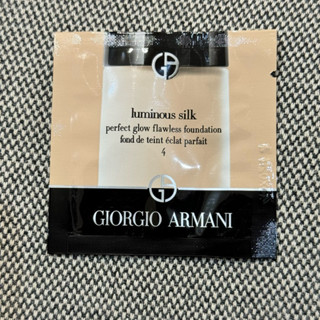 luminous silk
perfect glow flawless foundation
fond de teint éclat parfait
4
GIORGIO ARMANI